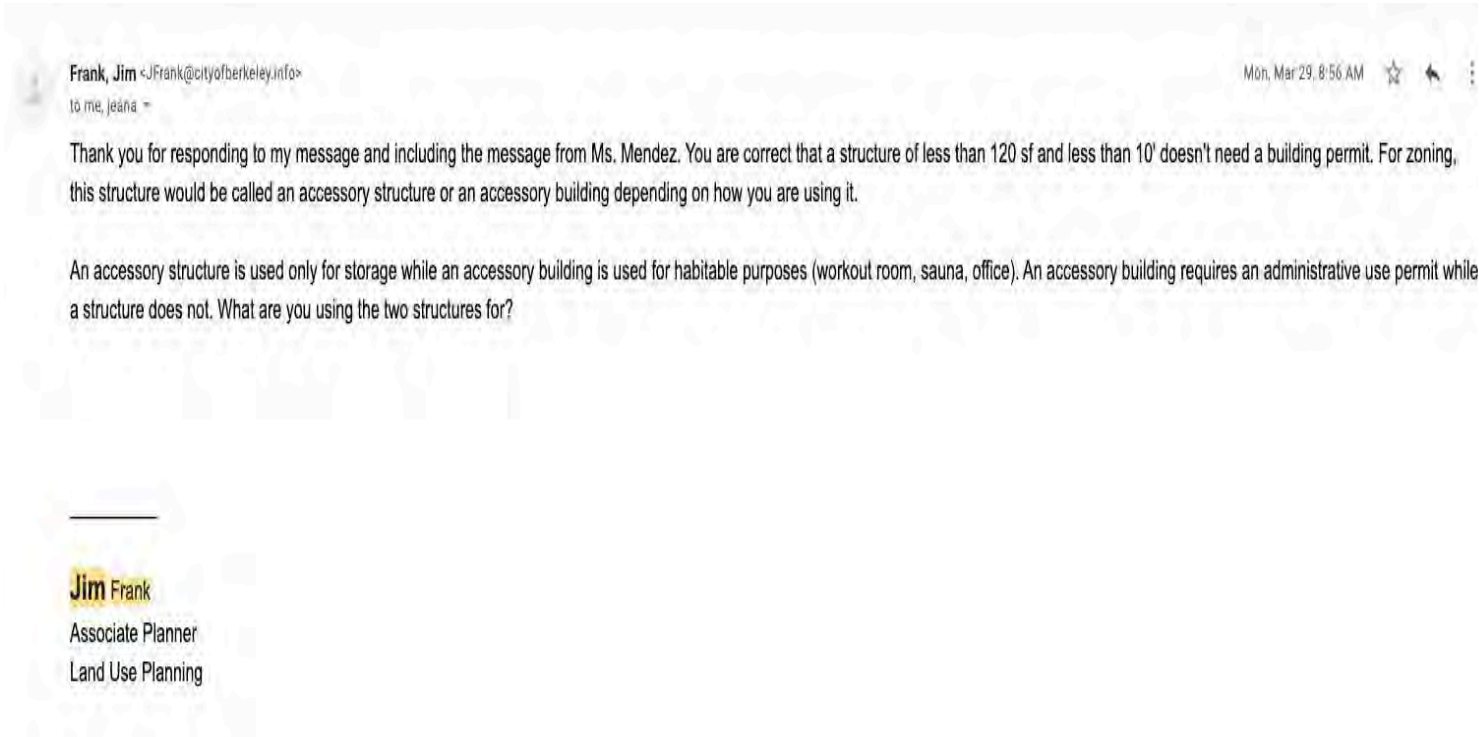 Frank, Jim <JFrank@cityofberkeley.info>
Mon, Mar 29, 8:56 AM
to me, jeana
Thank you for responding to my message and including the message from Ms. Mendez. You are correct that a structure of less than 120 sf and less than 10' doesn't need a building permit. For zoning,
this structure would be called an accessory structure or an accessory building depending on how you are using it.
An accessory structure is used only for storage while an accessory building is used for habitable purposes (workout room, sauna, office). An accessory building requires an administrative use permit while
a structure does not. What are you using the two structures for?
Jim Frank
Associate Planner
Land Use Planning